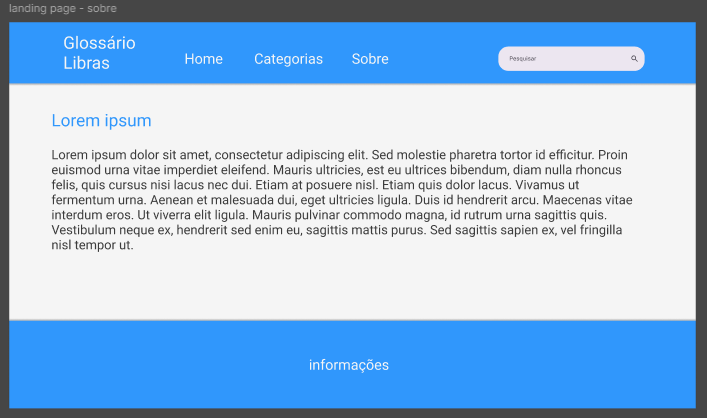 landing page - sobre
Glossário
Libras
Home
Categorias
Sobre
Pesquisar
Lorem ipsum
Lorem ipsum dolor sit amet, consectetur adipiscing elit. Sed molestie pharetra tortor id efficitur. Proin
euismod urna vitae imperdiet eleifend. Mauris ultricies, est eu ultrices bibendum, diam nulla rhoncus
felis, quis cursus nisi lacus nec dui. Etiam at posuere nisl. Etiam quis dolor lacus. Vivamus ut
fermentum urna. Aenean et malesuada dui, eget ultricies ligula. Duis id hendrerit arcu. Maecenas vitae
interdum eros. Ut viverra elit ligula. Mauris pulvinar commodo magna, id rutrum urna sagittis quis.
Vestibulum neque ex, hendrerit sed enim eu, sagittis mattis purus. Sed sagittis sapien ex, vel fringilla
nisl tempor ut.
informações